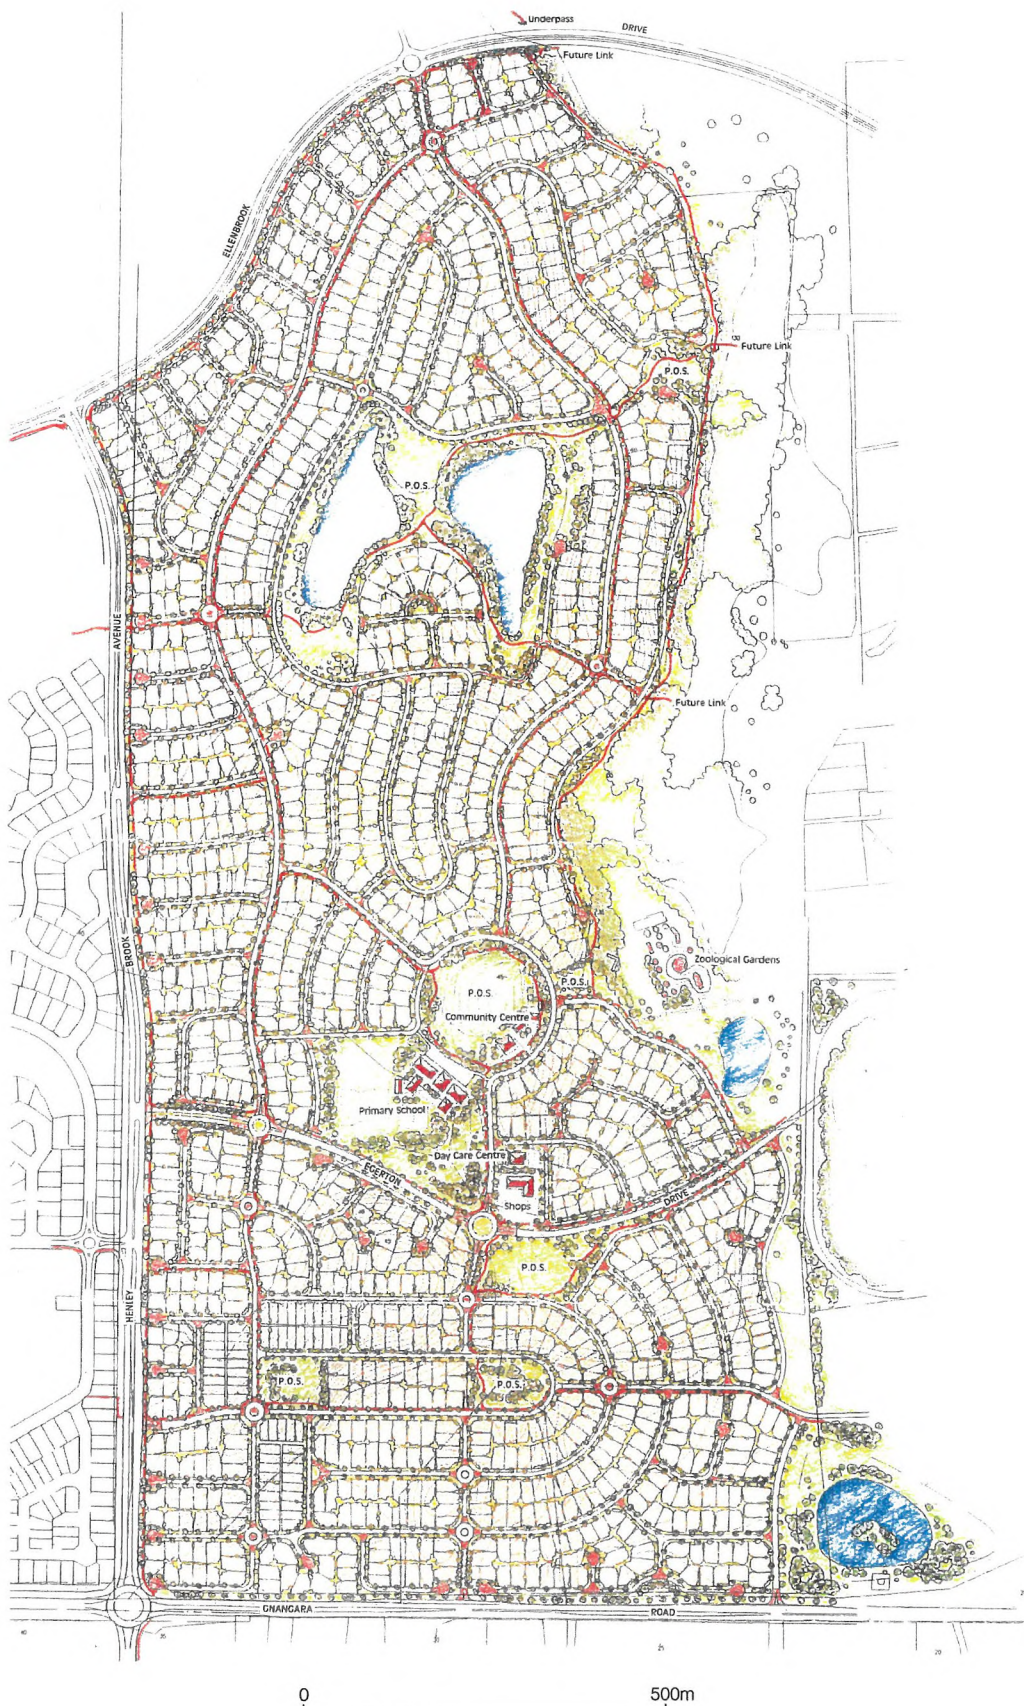 Underpass
DRIVE
Future Link
ELLENBROOK
Future Link
P.O.S.
P.O.S.
AVENUE
Future Link
BROOK
Zoological Gardens
P.O.S.
P.O.S.
Community Centre
Primary School
Day Care Centre
EGERTON
DRIVE
Shops
P.O.S.
HENLEY
P.O.S.
P.O.S.
GNANGARA
ROAD
0
500m